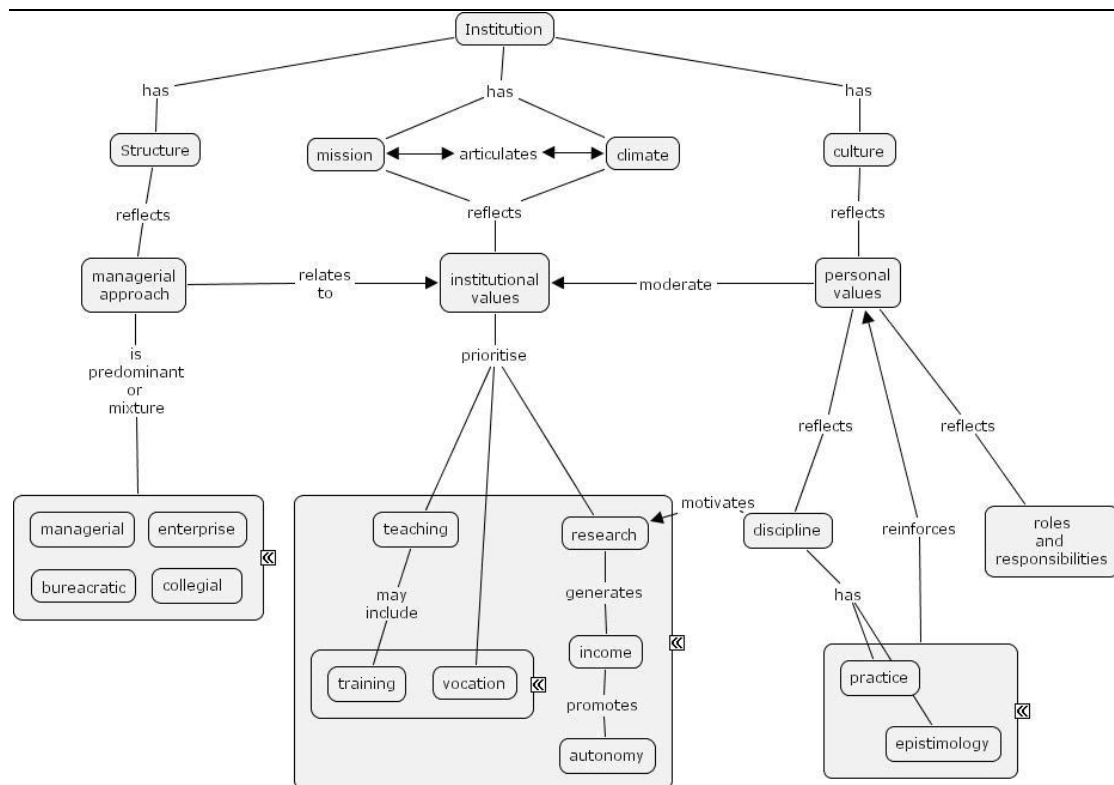 Institution
has
has
has
Structure
mission
articulates
climate
culture
reflects
reflects
reflects
managerial
approach
relates
to
institutional
values
moderate
personal
values
is
predominant
or
mixture
prioritise
reflects
reflects
managerial
enterprise
bureacratic
collegial
teaching
research
motivates
discipline
reinforces
roles
and
responsibilities
may
include
generates
has
training
vocation
income
promotes
autonomy
practice
epistimology